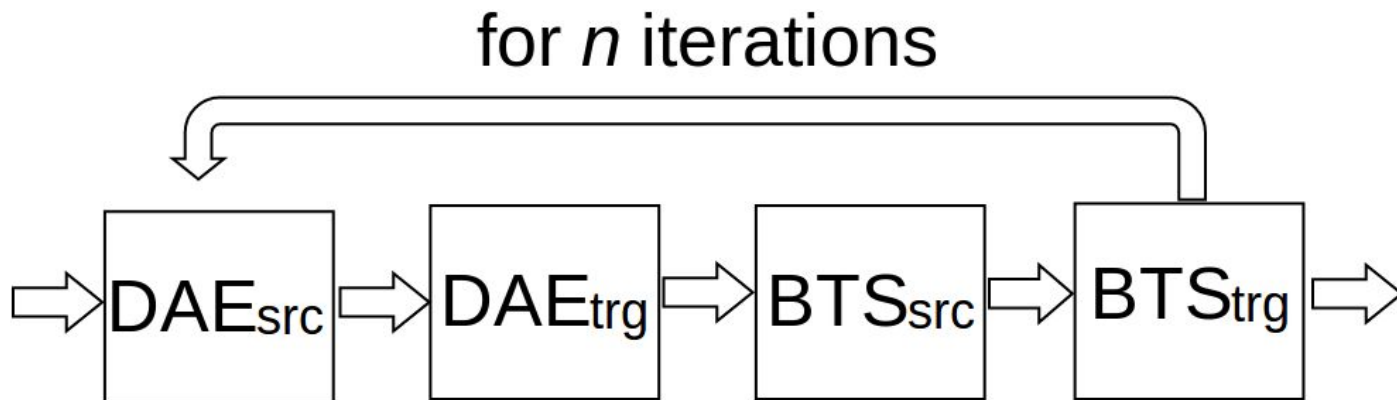 for n iterations
DAEsrc
DAEtrg
BTSsrc
BTStrg